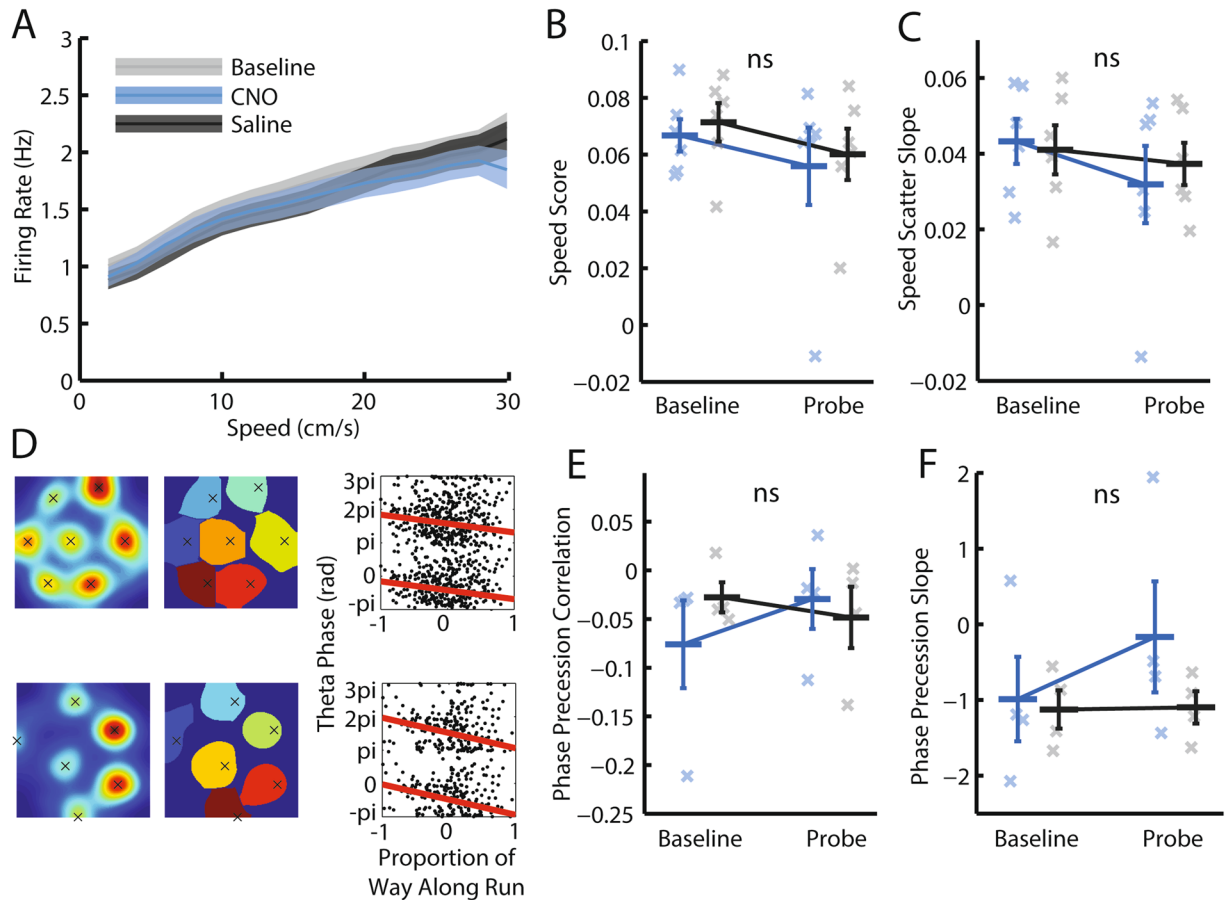 A
3
2.5
2
1.5
1
0.5
0
Firing Rate (Hz)
Baseline
CNO
Saline
0
10
20
30
Speed (cm/s)
B
ns
0.1
0.08
0.06
0.04
0.02
0
−0.02
Speed Score
Baseline
Probe
C
ns
0.06
0.04
0.02
0
−0.02
Speed Scatter Slope
Baseline
Probe
D
3pi
2pi
pi
0
-pi
-1
0
1
Theta Phase (rad)
3pi
2pi
pi
0
-pi
-1
0
1
Proportion of
Way Along Run
E
ns
0.05
0
−0.05
−0.1
−0.15
−0.2
−0.25
Phase Precession Correlation
Baseline
Probe
F
ns
2
1
0
−1
−2
Phase Precession Slope
Baseline
Probe